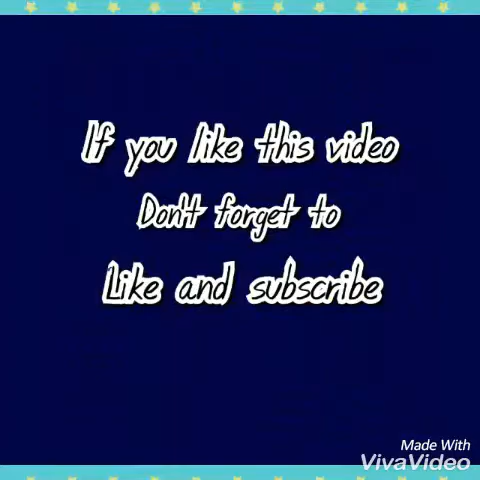 If you like this video
Don't forget to
Like and subscribe
Made With
VivaVideo